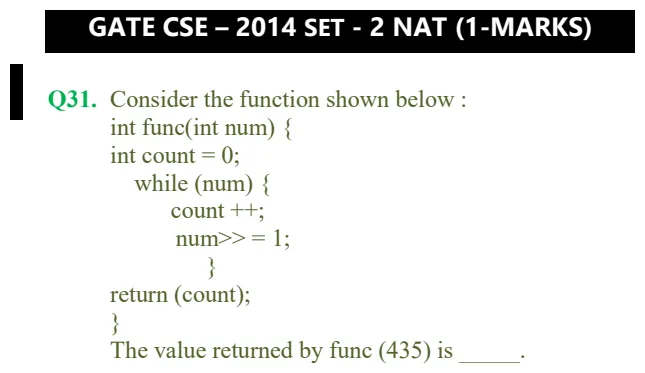 GATE CSE – 2014 SET - 2 NAT (1-MARKS)
Q31. Consider the function shown below :
int func(int num) {
int count = 0;
while (num) {
count ++;
num>> = 1;
}
return (count);
}
The value returned by func (435) is _____.